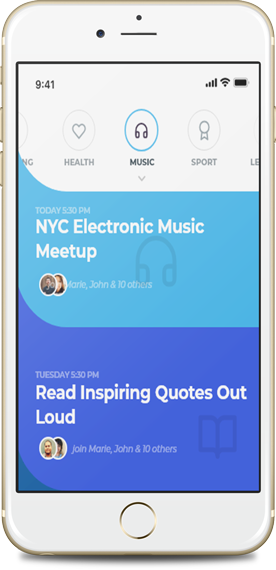 9:41
NG HEALTH MUSIC SPORT LE
TODAY 5:30 PM
NYC Electronic Music
Meetup
join Marie, John & 10 others
TUESDAY 5:30 PM
Read Inspiring Quotes Out
Loud
join Marie, John & 10 others